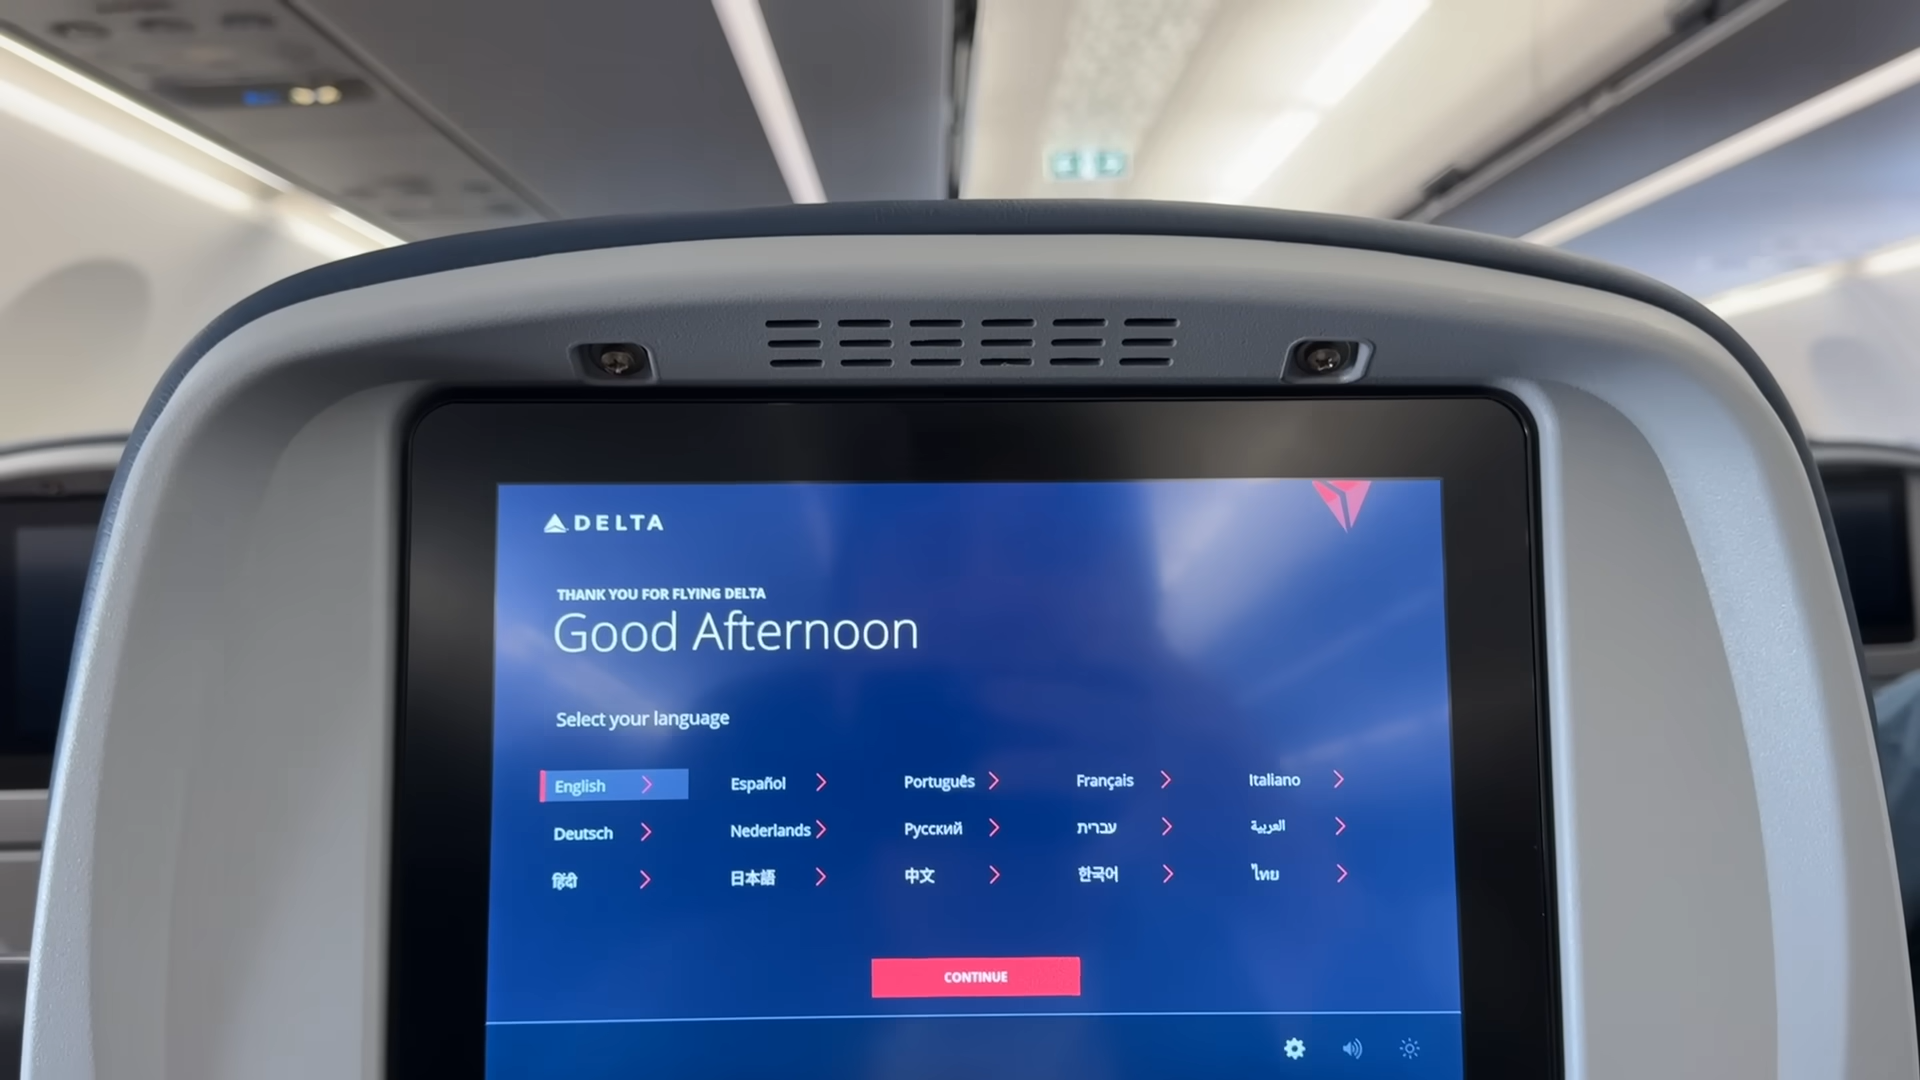 DELTA
THANK YOU FOR FLYING DELTA
Good Afternoon
Select your language
English Español Português Français Italiano
Deutsch Nederlands Русский עברית العربية
हिंदी 日本語 中文 한국어 ไทย
CONTINUE